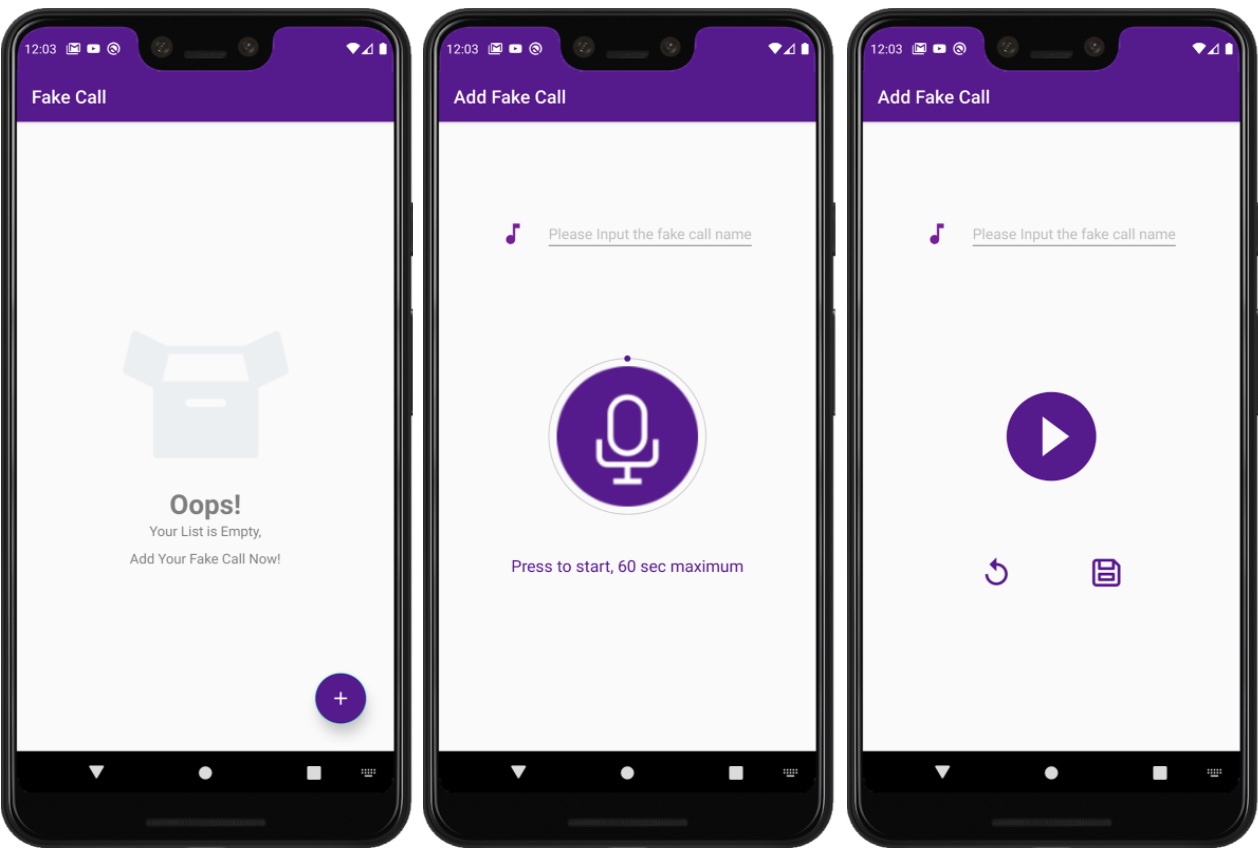 12:03
Fake Call
Oops!
Your List is Empty,
Add Your Fake Call Now!
12:03
Add Fake Call
Please Input the fake call name
Press to start, 60 sec maximum
12:03
Add Fake Call
Please Input the fake call name